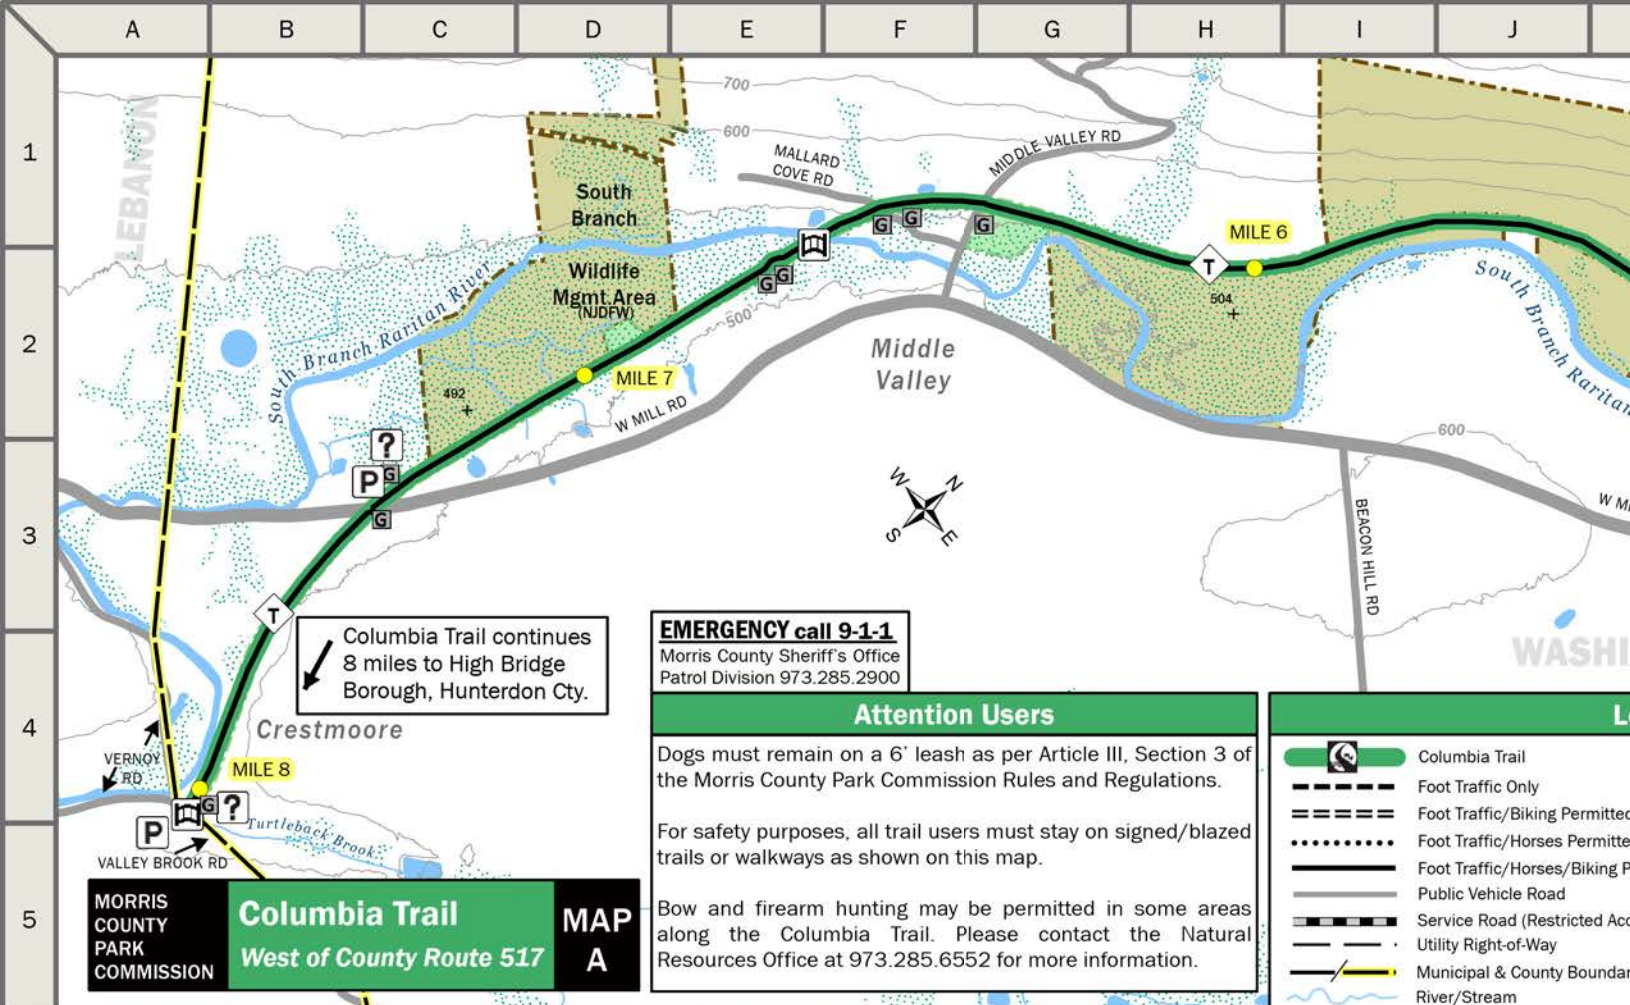 A B C D E F G H I J
1
2
3
4
5
LEBANON
700
600
MALLARD
COVE RD
MIDDLE VALLEY RD
South
Branch
G G G
MILE 6
T
Wildlife
Mgmt.Area
(NJDFW)
G G
504
South Branch Raritan
South Branch Raritan River
500
492
MILE 7
Middle
Valley
W MILL RD
600
?
P G
G
W N
S E
BEACON HILL RD
T
Columbia Trail continues
8 miles to High Bridge
Borough, Hunterdon Cty.
EMERGENCY call 9-1-1
Morris County Sheriff's Office
Patrol Division 973.285.2900
Crestmoore
VERNOY
RD
MILE 8
G ?
P
Turtleback Brook
VALLEY BROOK RD
MORRIS
COUNTY
PARK
COMMISSION
Columbia Trail
West of County Route 517
MAP
A
Attention Users
Dogs must remain on a 6' leash as per Article III, Section 3 of
the Morris County Park Commission Rules and Regulations.
For safety purposes, all trail users must stay on signed/blazed
trails or walkways as shown on this map.
Bow and firearm hunting may be permitted in some areas
along the Columbia Trail. Please contact the Natural
Resources Office at 973.285.6552 for more information.
Columbia Trail
Foot Traffic Only
Foot Traffic/Biking Permitted
Foot Traffic/Horses Permitte
Foot Traffic/Horses/Biking P
Public Vehicle Road
Service Road (Restricted Acc
Utility Right-of-Way
Municipal & County Boundar
River/Stream